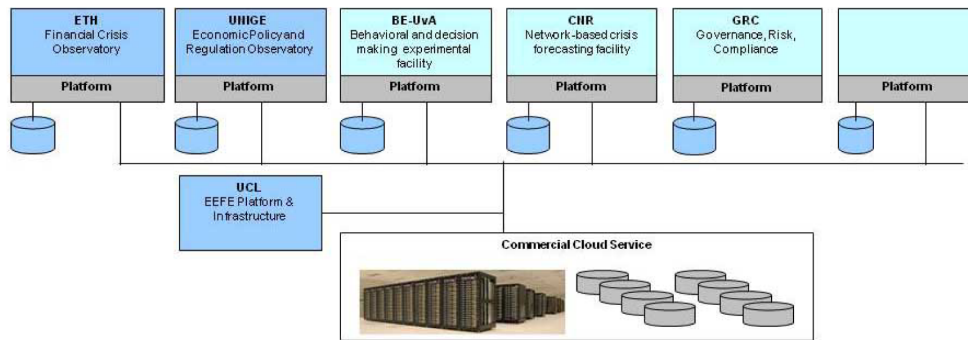 ETH
Financial Crisis
Observatory
Platform
UNIGE
Economic Policy and
Regulation Observatory
Platform
BE-UvA
Behavioral and decision
making experimental
facility
Platform
CNR
Network-based crisis
forecasting facility
Platform
GRC
Governance, Risk,
Compliance
Platform
Platform
UCL
EEFE Platform &
Infrastructure
Commercial Cloud Service